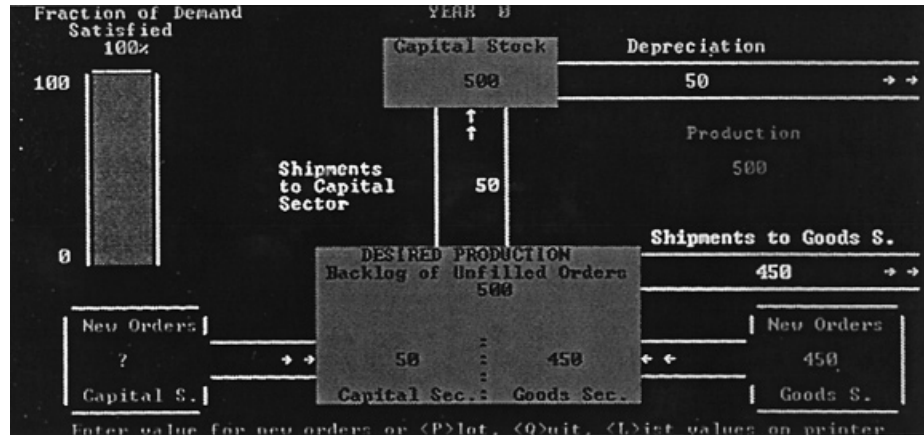 Fraction of Demand
Satisfied
100%
YEAR 0
Capital Stock
500
Depreciation
50
→ →
100
0
Production
500
Shipments
to Capital
Sector
50
Shipments to Goods S.
450
→ →
DESIRED PRODUCTION
Backlog of Unfilled Orders
500
New Orders
?
Capital S.
→ →
50
450
Capital Sec.
Goods Sec.
← ←
New Orders
450
Goods S.
Enter value for new orders or <P>lot, <Q>uit, <L>ist values on printer